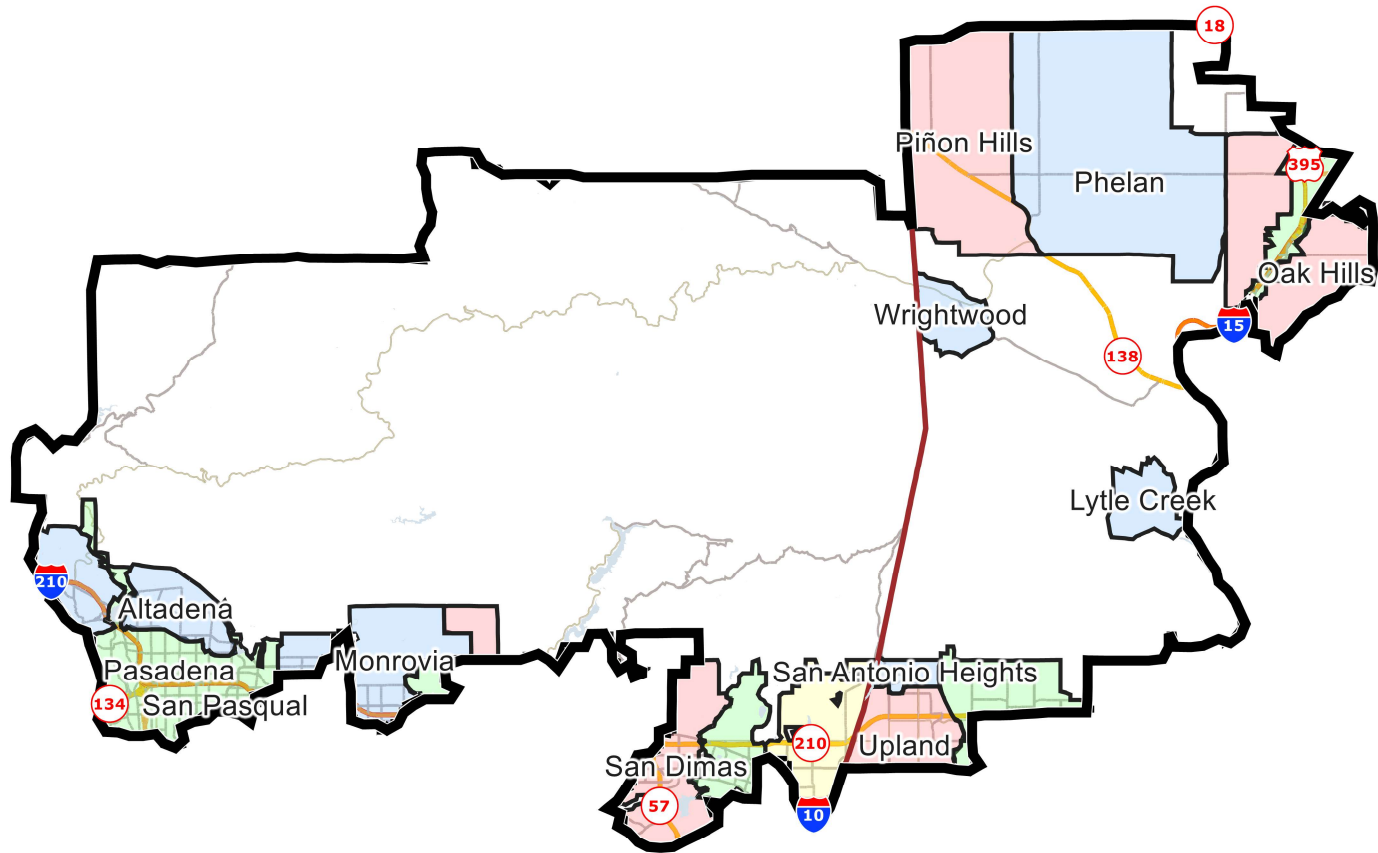 18
Piñon Hills
395
Phelan
Oak Hills
Wrightwood
15
138
Lytle Creek
210
Altadena
Monrovia
Pasadena
San Antonio Heights
134
San Pasqual
210
Upland
San Dimas
57
10